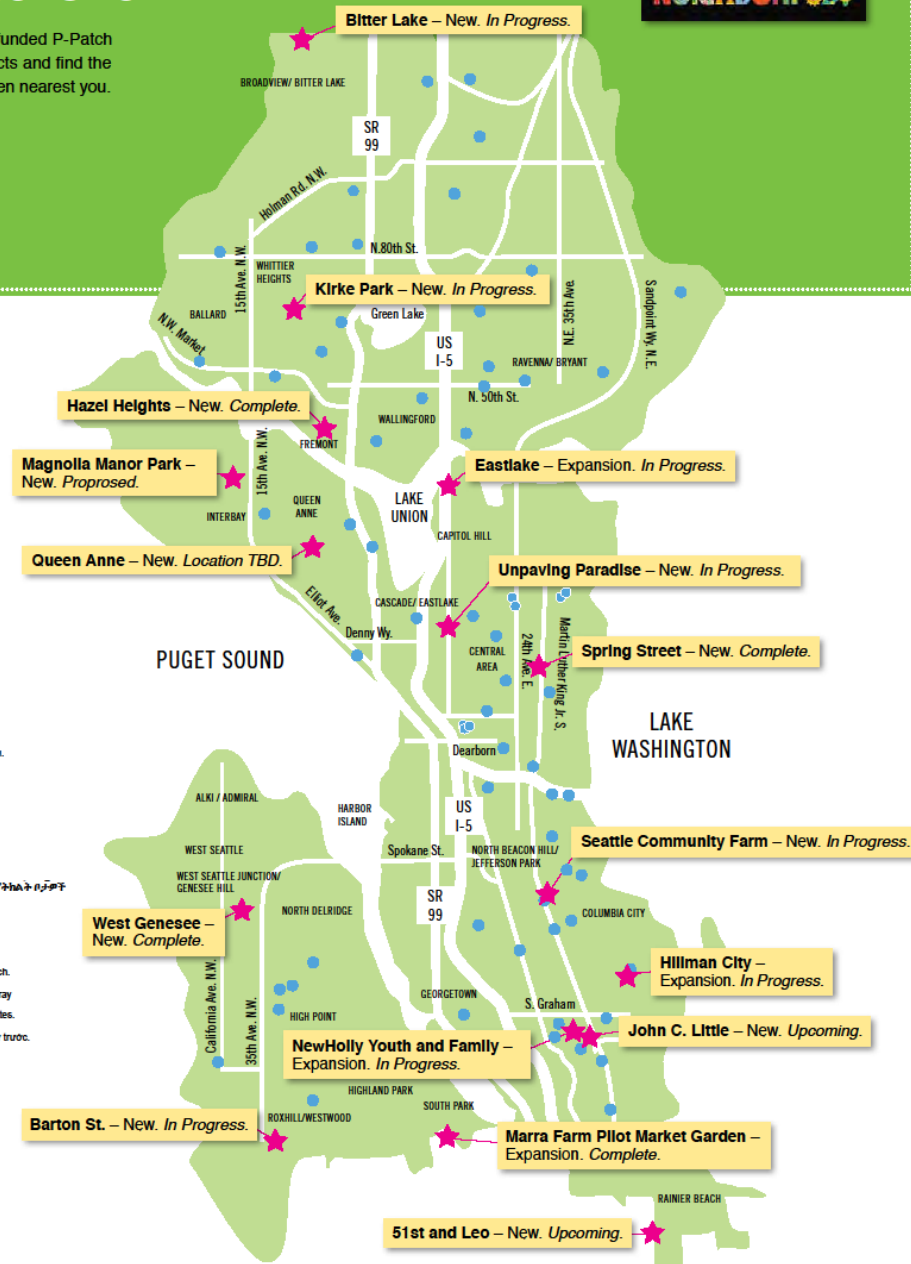 Bitter Lake – New. In Progress.
unded P-Patch
cts and find the
en nearest you.
BROADVIEW/ BITTER LAKE
SR
99
Holman Rd. N.W.
N.80th St.
15th Ave. N.W.
WHITTIER
HEIGHTS
Kirke Park – New. In Progress.
BALLARD
Green Lake
N.E. 35th Ave.
Sandpoint Wy. N.E.
N.W. Market
US
I-5
RAVENNA/ BRYANT
N. 50th St.
Hazel Heights – New. Complete.
WALLINGFORD
FREMONT
Magnolia Manor Park –
New. Proprosed.
15th Ave. N.W.
Eastlake – Expansion. In Progress.
QUEEN
ANNE
LAKE
UNION
INTERBAY
CAPITOL HILL
Queen Anne – New. Location TBD.
Unpaving Paradise – New. In Progress.
Elliot Ave.
CASCADE/ EASTLAKE
Denny Wy.
PUGET SOUND
CENTRAL
AREA
24th Ave. E.
Martin Luther King Jr. S.
Spring Street – New. Complete.
LAKE
WASHINGTON
Dearborn
ALKI / ADMIRAL
HARBOR
ISLAND
US
I-5
WEST SEATTLE
Spokane St.
NORTH BEACON HILL/
JEFFERSON PARK
Seattle Community Farm – New. In Progress.
WEST SEATTLE JUNCTION/
GENESEE HILL
SR
99
NORTH DELRIDGE
COLUMBIA CITY
West Genesee –
New. Complete.
Hillman City –
Expansion. In Progress.
ch.
ray
tes.
trước.
California Ave. N.W.
35th Ave. N.W.
HIGH POINT
GEORGETOWN
S. Graham
John C. Little – New. Upcoming.
NewHolly Youth and Family –
Expansion. In Progress.
HIGHLAND PARK
SOUTH PARK
ROXHILL/WESTWOOD
Barton St. – New. In Progress.
Marra Farm Pilot Market Garden –
Expansion. Complete.
RAINIER BEACH
51st and Leo – New. Upcoming.